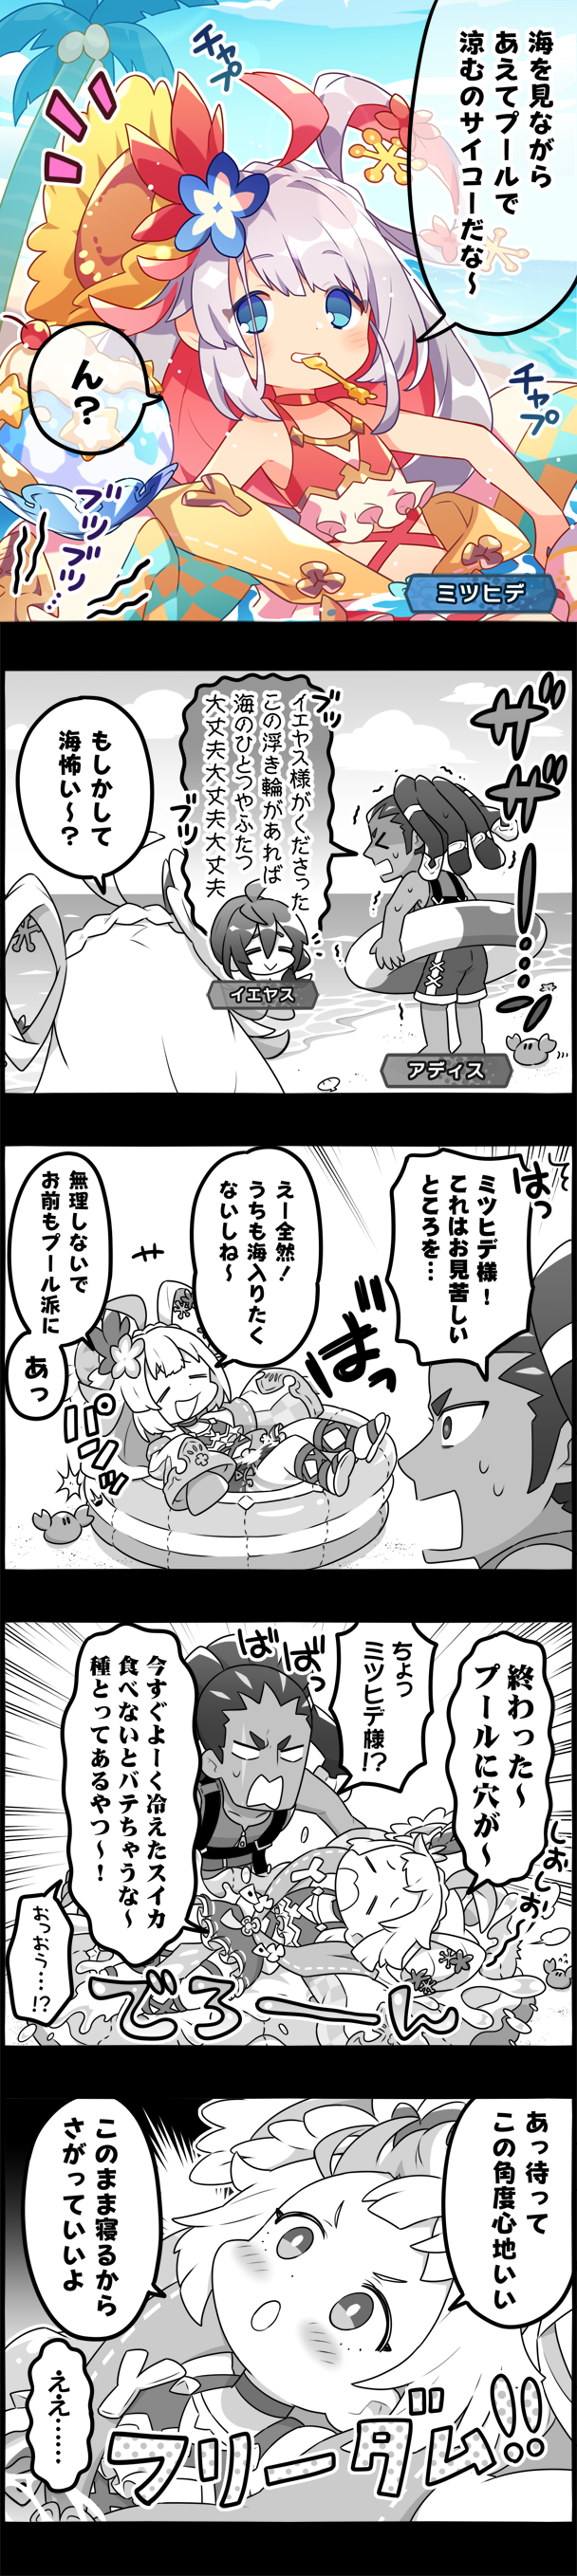 海を見ながら
あえてプールで
涼むのサイコーだな〜
チャプ
チャプ
ん?
ブツブツ…
ミツヒデ
ザザーーン…
ブツ
イエヤス様がくださった
この浮き輪があれば
海のひとつやふたつ
大丈夫大丈夫大丈夫
ブツ
もしかして
海怖い〜?
イエヤス
アディス
はっ
ミツヒデ様!
これはお見苦しい
ところを…
ばっ
えー全然!
うちも海入りたく
ないしね〜
無理しないで
お前もプール派に
あっ
パンッ
終わった〜
プールに穴が〜
しおしお…
ちょっ
ミツヒデ様!?
ばばっ
今すぐよーく冷えたスイカ
食べないとバテちゃうな〜
種とってあるやつ〜!
おっおう…!?
でろーーん
あっ待って
この角度心地いい
このまま寝るから
さがっていいよ
ええ……
フリーダム!!